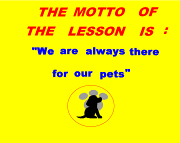 THE MOTTO OF
THE LESSON IS :
"We are always there
for our pets"